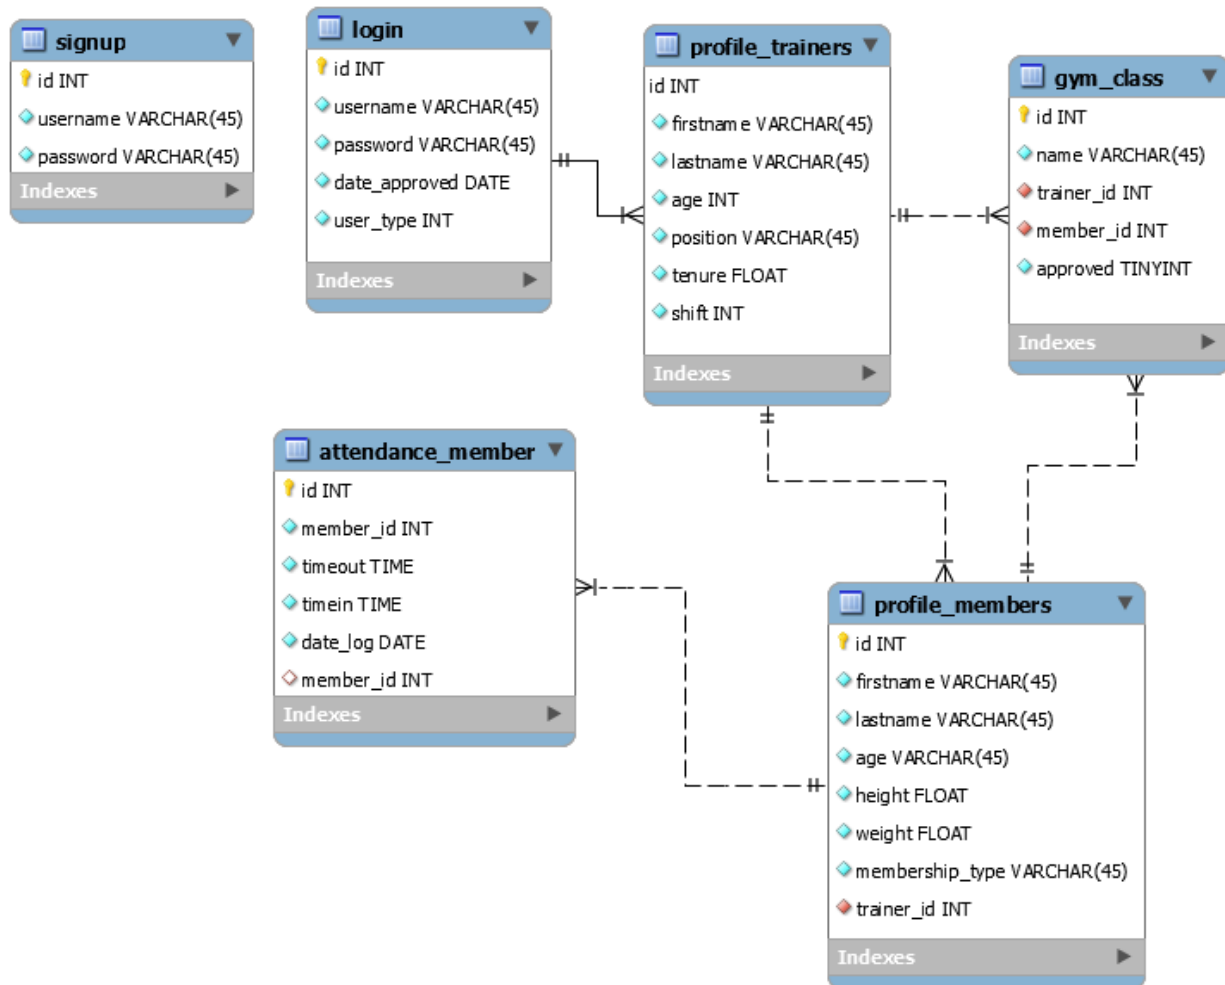 signup
id INT
username VARCHAR(45)
password VARCHAR(45)
Indexes
login
id INT
username VARCHAR(45)
password VARCHAR(45)
date_approved DATE
user_type INT
Indexes
profile_trainers
id INT
firstname VARCHAR(45)
lastname VARCHAR(45)
age INT
position VARCHAR(45)
tenure FLOAT
shift INT
Indexes
gym_class
id INT
name VARCHAR(45)
trainer_id INT
member_id INT
approved TINYINT
Indexes
attendance_member
id INT
member_id INT
timeout TIME
timein TIME
date_log DATE
member_id INT
Indexes
profile_members
id INT
firstname VARCHAR(45)
lastname VARCHAR(45)
age VARCHAR(45)
height FLOAT
weight FLOAT
membership_type VARCHAR(45)
trainer_id INT
Indexes